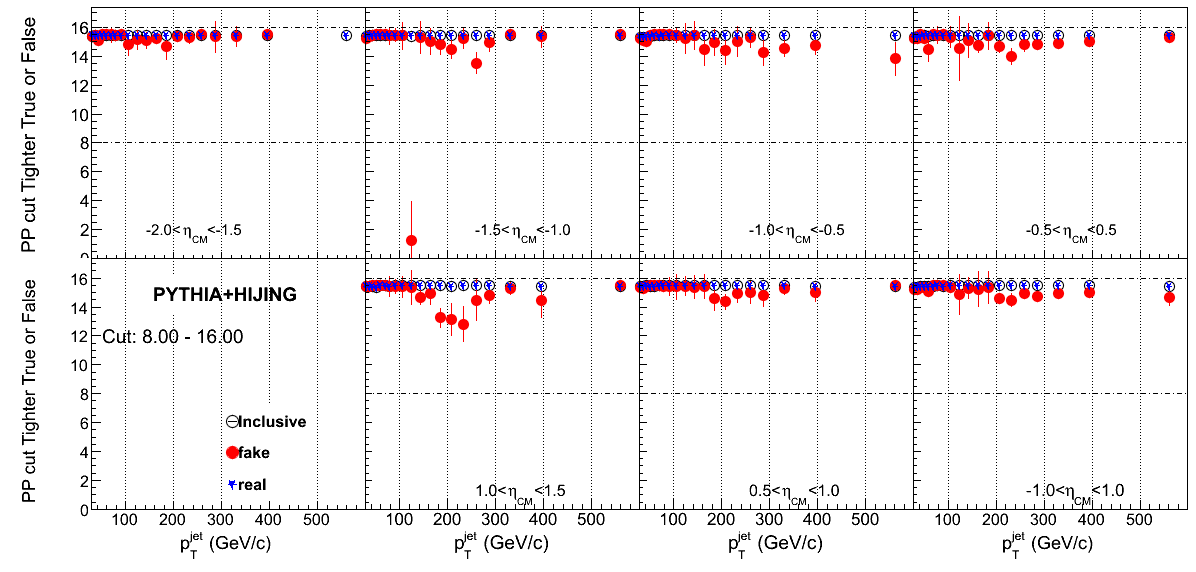 PP cut Tighter True or False
16
14
12
10
8
6
4
2
0
-2.0<η_CM<-1.5
-1.5<η_CM<-1.0
-1.0<η_CM<-0.5
-0.5<η_CM<0.5
PP cut Tighter True or False
16
14
12
10
8
6
4
2
0
PYTHIA+HIJING
Cut: 8.00 - 16.00
Inclusive
fake
real
1.0<η_CM<1.5
0.5<η_CM<1.0
-1.0<η_CM<1.0
100 200 300 400 500
100 200 300 400 500
100 200 300 400 500
100 200 300 400 500
p_T^jet (GeV/c)
p_T^jet (GeV/c)
p_T^jet (GeV/c)
p_T^jet (GeV/c)